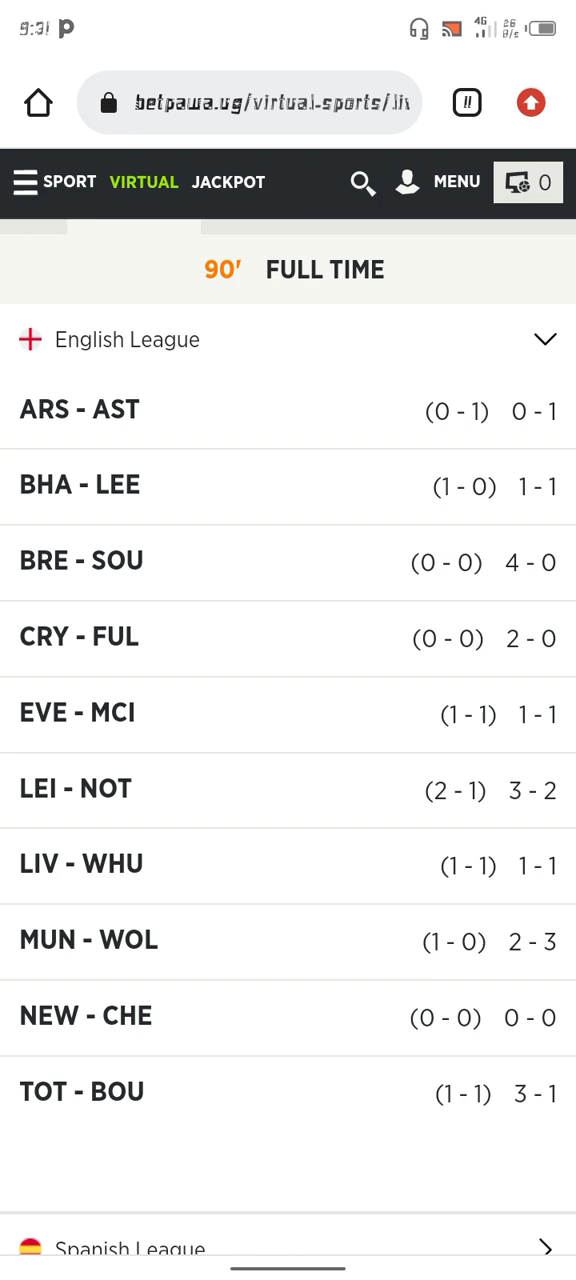 9:31
4G 26 B/s
betpawa.ug/virtual-sports/.liv
SPORT VIRTUAL JACKPOT MENU 0
90' FULL TIME
English League
ARS - AST (0 - 1) 0 - 1
BHA - LEE (1 - 0) 1 - 1
BRE - SOU (0 - 0) 4 - 0
CRY - FUL (0 - 0) 2 - 0
EVE - MCI (1 - 1) 1 - 1
LEI - NOT (2 - 1) 3 - 2
LIV - WHU (1 - 1) 1 - 1
MUN - WOL (1 - 0) 2 - 3
NEW - CHE (0 - 0) 0 - 0
TOT - BOU (1 - 1) 3 - 1
Spanish League